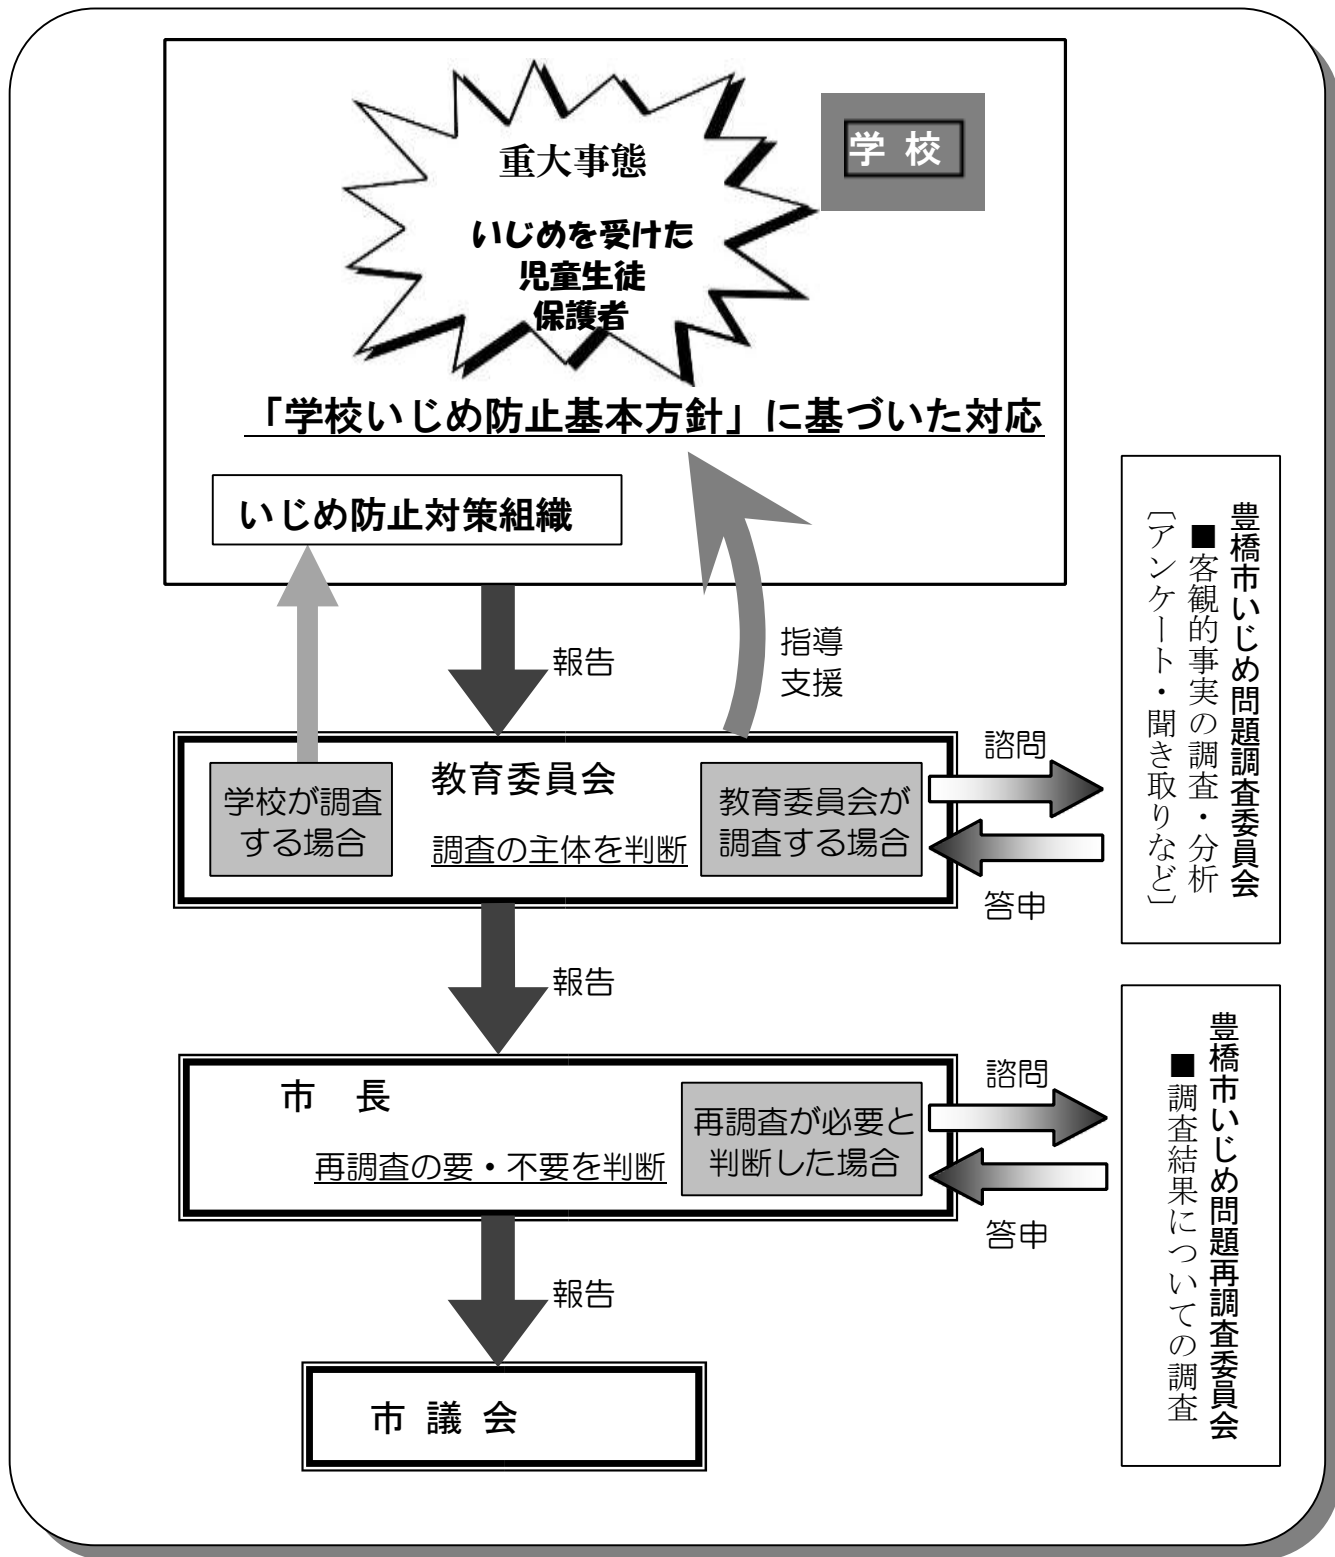 重大事態
学校
いじめを受けた
児童生徒
保護者
「学校いじめ防止基本方針」に基づいた対応
いじめ防止対策組織
報告
指導
支援
教育委員会
学校が調査
する場合
調査の主体を判断
教育委員会が
調査する場合
諮問
答申
豊橋市いじめ問題調査委員会
■客観的事実の調査・分析
〔アンケート・聞き取りなど〕
報告
市長
再調査の要・不要を判断
再調査が必要と
判断した場合
諮問
答申
豊橋市いじめ問題再調査委員会
■調査結果についての調査
報告
市議会